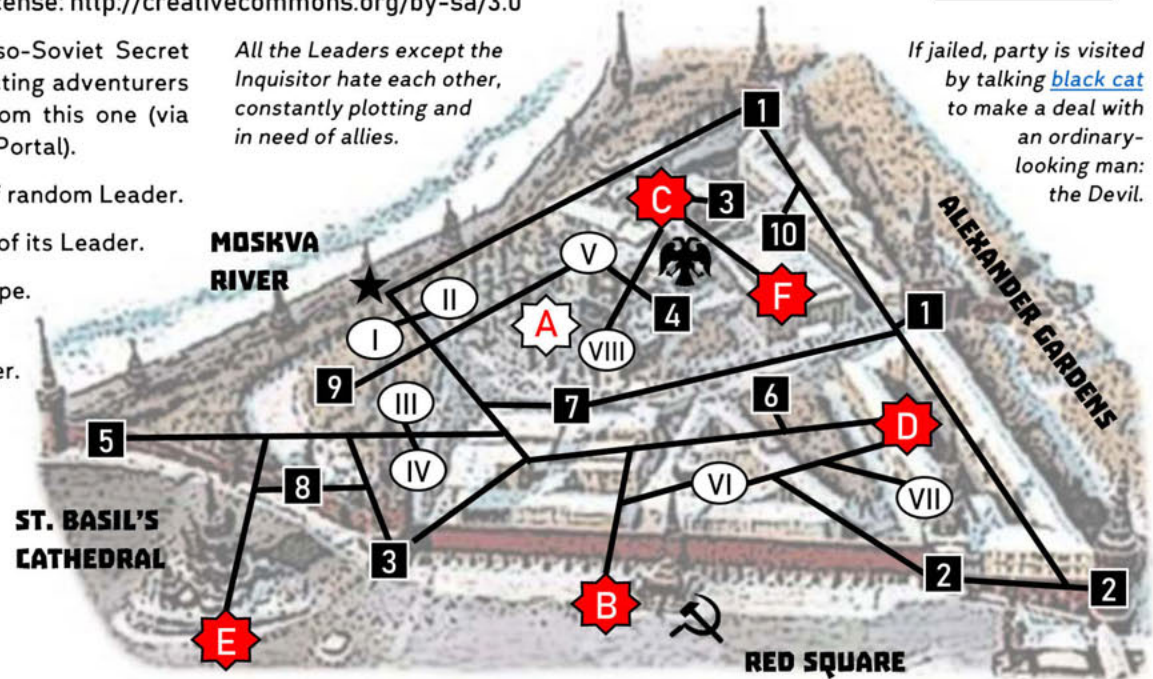 cense: http://creativecommons.org/by-sa/3.0
so-Soviet Secret
cting adventurers
om this one (via
Portal).
f random Leader.
of its Leader.
pe.
er.
All the Leaders except the
Inquisitor hate each other,
constantly plotting and
in need of allies.
If jailed, party is visited
by talking black cat
to make a deal with
an ordinary-
looking man:
the Devil.
MOSKVA
RIVER
ALEXANDER GARDENS
ST. BASIL'S
CATHEDRAL
RED SQUARE
1
C
3
10
V
F
II
A
4
1
I
VIII
9
7
6
III
D
5
IV
VI
VII
8
3
2
2
B
E